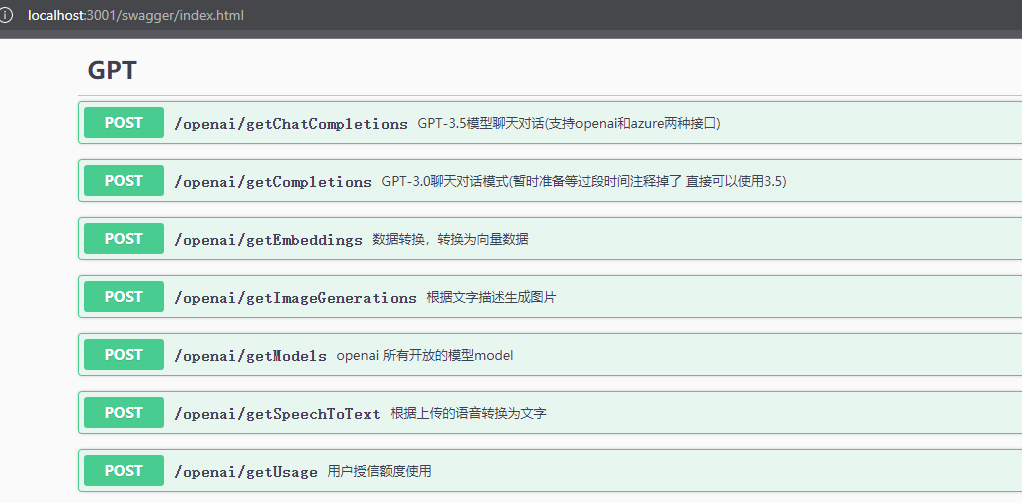 localhost:3001/swagger/index.html
GPT
POST /openai/getChatCompletions GPT-3.5模型聊天对话(支持openai和azure两种接口)
POST /openai/getCompletions GPT-3.0聊天对话模式(暂时准备等过段时间注释掉了 直接可以使用3.5)
POST /openai/getEmbeddings 数据转换，转换为向量数据
POST /openai/getImageGenerations 根据文字描述生成图片
POST /openai/getModels openai 所有开放的模型model
POST /openai/getSpeechToText 根据上传的语音转换为文字
POST /openai/getUsage 用户授信额度使用